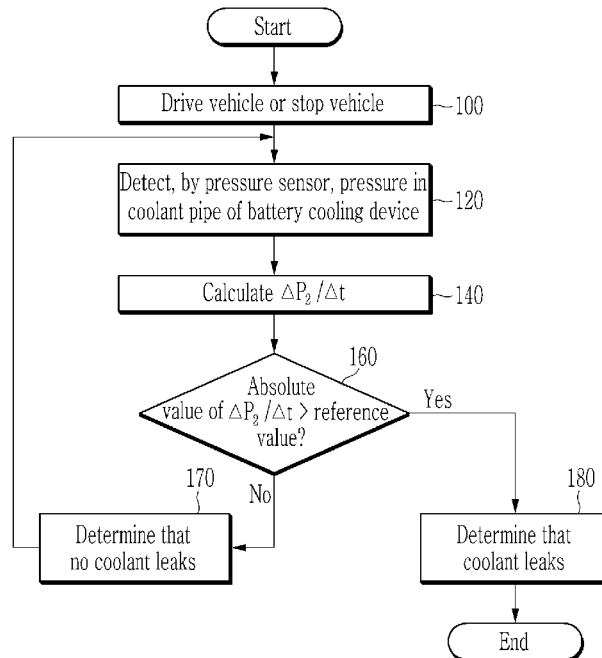 Start
Drive vehicle or stop vehicle
100
Detect, by pressure sensor, pressure in
coolant pipe of battery cooling device
120
Calculate △P₂/△t
140
160
Absolute
value of △P₂/△t > reference
value?
Yes
No
170
Determine that
no coolant leaks
180
Determine that
coolant leaks
End